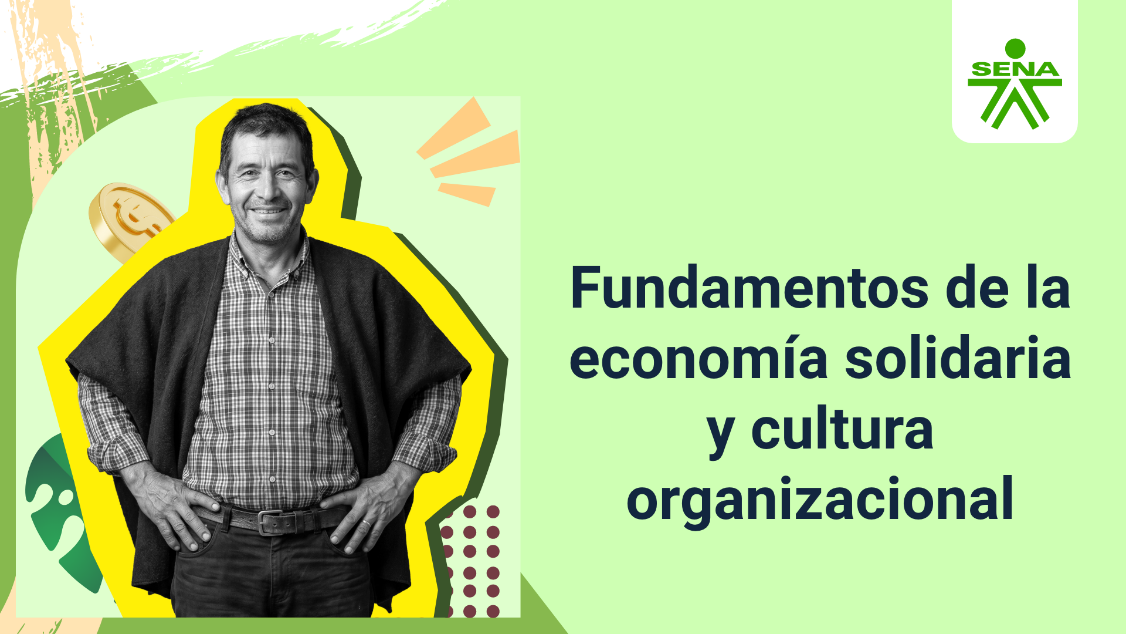 SENA
Fundamentos de la
economía solidaria
y cultura
organizacional